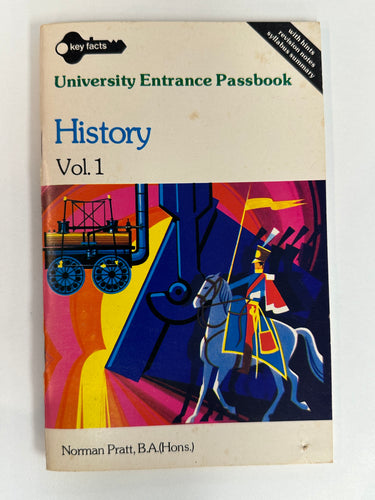 key facts
with hints
revision notes
syllabus summary
University Entrance Passbook
History
Vol. 1
Norman Pratt, B.A.(Hons.)